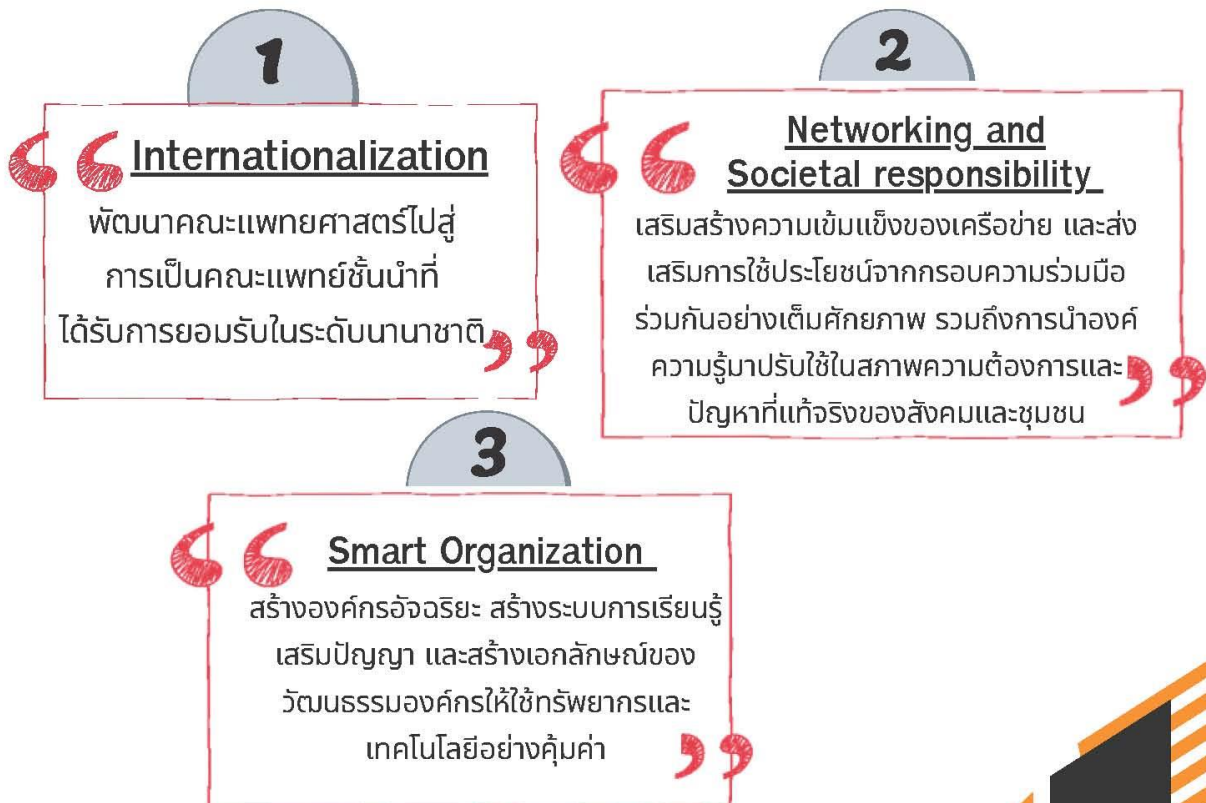 1
Internationalization
พัฒนาคณะแพทยศาสตร์ไปสู่
การเป็นคณะแพทย์ชั้นนำที่
ได้รับการยอมรับในระดับนานาชาติ
2
Networking and
Societal responsibility
เสริมสร้างความเข้มแข็งของเครือข่าย และส่ง
เสริมการใช้ประโยชน์จากกรอบความร่วมมือ
ร่วมกันอย่างเต็มศักยภาพ รวมถึงการนำองค์
ความรู้มาปรับใช้ในสภาพความต้องการและ
ปัญหาที่แท้จริงของสังคมและชุมชน
3
Smart Organization
สร้างองค์กรอัจฉริยะ สร้างระบบการเรียนรู้
เสริมปัญญา และสร้างเอกลักษณ์ของ
วัฒนธรรมองค์กรให้ใช้ทรัพยากรและ
เทคโนโลยีอย่างคุ้มค่า